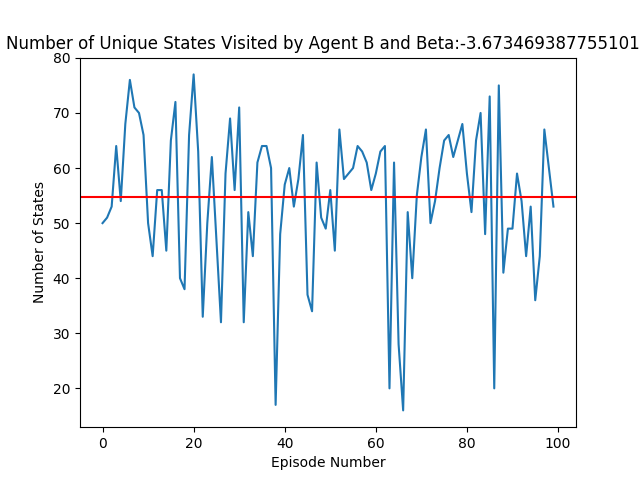 Number of Unique States Visited by Agent B and Beta:-3.673469387755101
80
70
60
50
40
30
20
Number of States
0 20 40 60 80 100
Episode Number